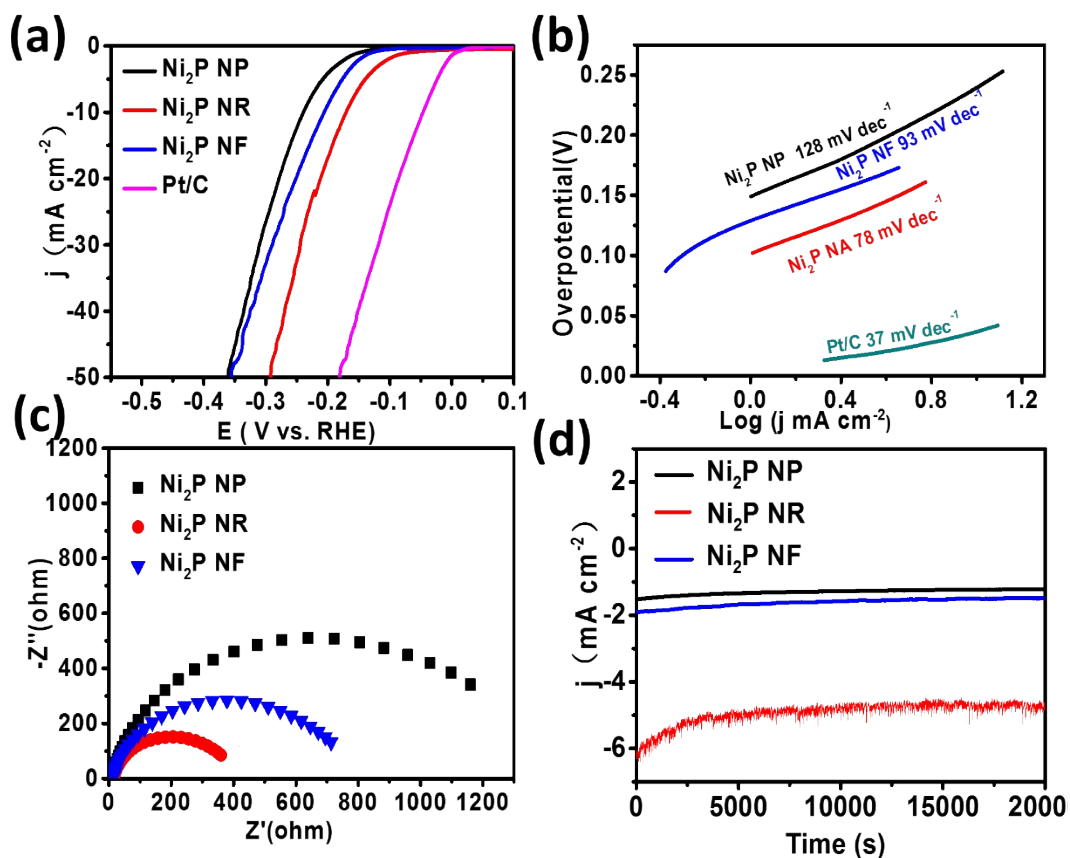 (a)
0
-10
-20
-30
-40
-50
j (mA cm⁻²)
Ni₂P NP
Ni₂P NR
Ni₂P NF
Pt/C
-0.5 -0.4 -0.3 -0.2 -0.1 0.0 0.1
E ( V vs. RHE)
(b)
0.25
0.20
0.15
0.10
0.05
0.00
Overpotential(V)
Ni₂P NP 128 mV dec⁻¹
Ni₂P NF 93 mV dec⁻¹
Ni₂P NA 78 mV dec⁻¹
Pt/C 37 mV dec⁻¹
-0.4 0.0 0.4 0.8 1.2
Log (j mA cm⁻²)
(c)
1200
1000
800
600
400
200
0
-Z''(ohm)
Ni₂P NP
Ni₂P NR
Ni₂P NF
0 200 400 600 800 1000 1200
Z'(ohm)
(d)
2
0
-2
-4
-6
j (mA cm⁻²)
Ni₂P NP
Ni₂P NR
Ni₂P NF
0 5000 10000 15000 2000
Time (s)